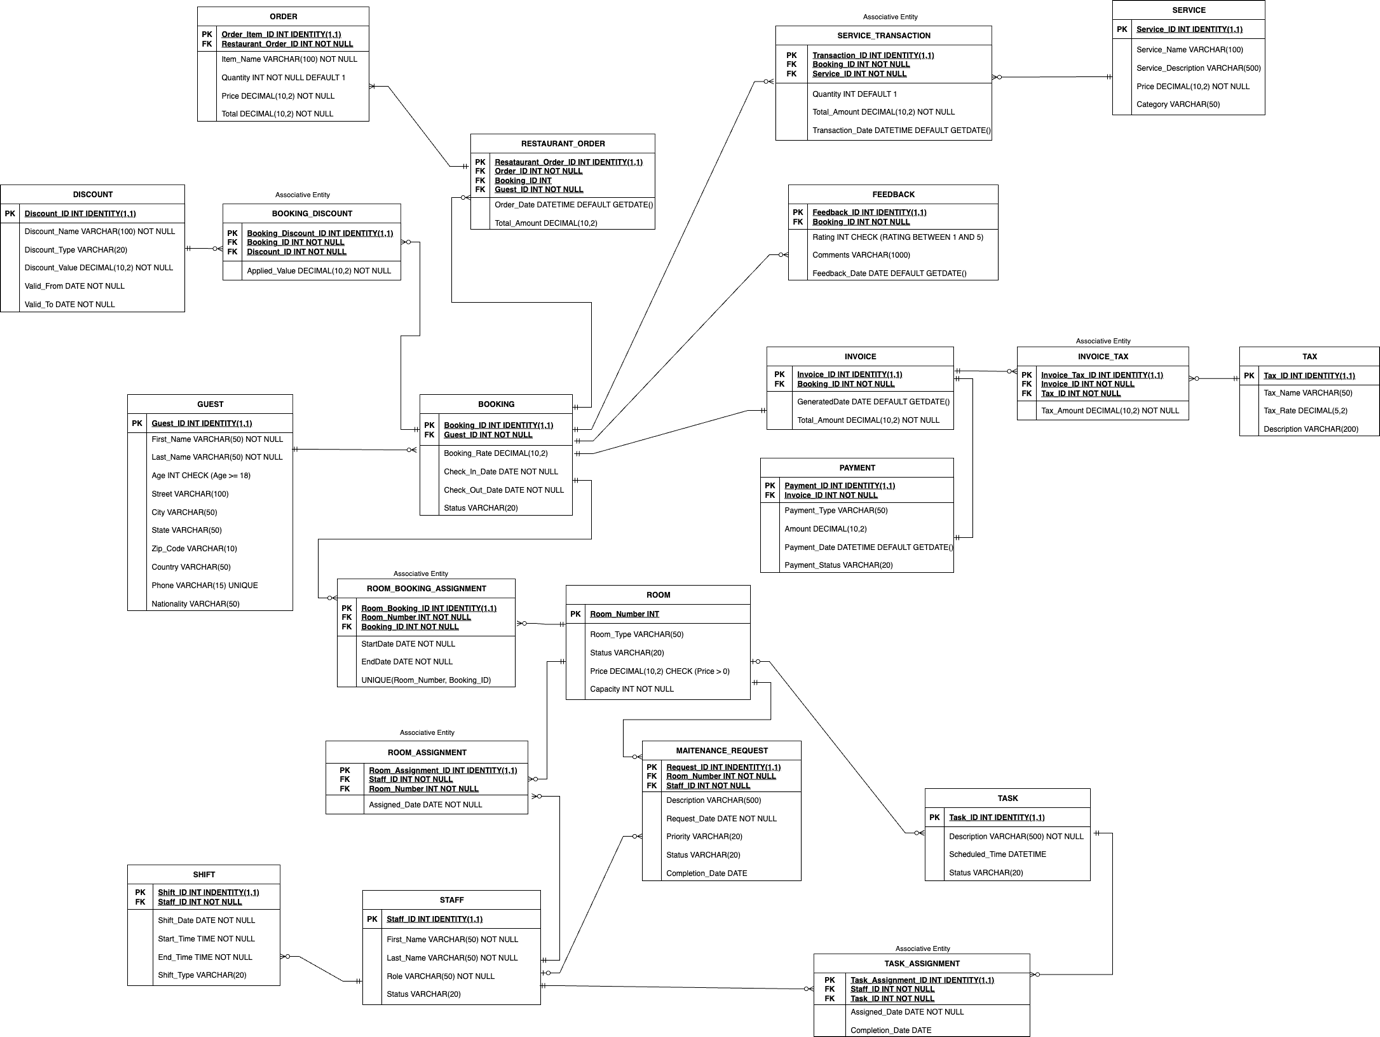 ORDER
PK Order_Item_ID INT IDENTITY(1,1)
FK Restaurant_Order_ID INT NOT NULL
Item_Name VARCHAR(100) NOT NULL
Quantity INT NOT NULL DEFAULT 1
Price DECIMAL(10,2) NOT NULL
Total DECIMAL(10,2) NOT NULL
Associative Entity
SERVICE_TRANSACTION
PK Transaction_ID INT IDENTITY(1,1)
FK Booking_ID INT NOT NULL
FK Service_ID INT NOT NULL
Quantity INT DEFAULT 1
Total_Amount DECIMAL(10,2) NOT NULL
Transaction_Date DATETIME DEFAULT GETDATE()
SERVICE
PK Service_ID INT IDENTITY(1,1)
Service_Name VARCHAR(100)
Service_Description VARCHAR(500)
Price DECIMAL(10,2) NOT NULL
Category VARCHAR(50)
RESTAURANT_ORDER
PK Resataurant_Order_ID INT IDENTITY(1,1)
FK Order_ID INT NOT NULL
FK Booking_ID INT
FK Guest_ID INT NOT NULL
Order_Date DATETIME DEFAULT GETDATE()
Total_Amount DECIMAL(10,2)
DISCOUNT
PK Discount_ID INT IDENTITY(1,1)
Discount_Name VARCHAR(100) NOT NULL
Discount_Type VARCHAR(20)
Discount_Value DECIMAL(10,2) NOT NULL
Valid_From DATE NOT NULL
Valid_To DATE NOT NULL
Associative Entity
BOOKING_DISCOUNT
PK Booking_Discount_ID INT IDENTITY(1,1)
FK Booking_ID INT NOT NULL
FK Discount_ID INT NOT NULL
Applied_Value DECIMAL(10,2) NOT NULL
FEEDBACK
PK Feedback_ID INT IDENTITY(1,1)
FK Booking_ID INT NOT NULL
Rating INT CHECK (RATING BETWEEN 1 AND 5)
Comments VARCHAR(1000)
Feedback_Date DATE DEFAULT GETDATE()
INVOICE
PK Invoice_ID INT IDENTITY(1,1)
FK Booking_ID INT NOT NULL
GeneratedDate DATE DEFAULT GETDATE()
Total_Amount DECIMAL(10,2) NOT NULL
Associative Entity
INVOICE_TAX
PK Invoice_Tax_ID INT IDENTITY(1,1)
FK Invoice_ID INT NOT NULL
FK Tax_ID INT NOT NULL
Tax_Amount DECIMAL(10,2) NOT NULL
TAX
PK Tax_ID INT IDENTITY(1,1)
Tax_Name VARCHAR(50)
Tax_Rate DECIMAL(5,2)
Description VARCHAR(200)
GUEST
PK Guest_ID INT IDENTITY(1,1)
First_Name VARCHAR(50) NOT NULL
Last_Name VARCHAR(50) NOT NULL
Age INT CHECK (Age >= 18)
Street VARCHAR(100)
City VARCHAR(50)
State VARCHAR(50)
Zip_Code VARCHAR(10)
Country VARCHAR(50)
Phone VARCHAR(15) UNIQUE
Nationality VARCHAR(50)
BOOKING
PK Booking_ID INT IDENTITY(1,1)
FK Guest_ID INT NOT NULL
Booking_Rate DECIMAL(10,2)
Check_In_Date DATE NOT NULL
Check_Out_Date DATE NOT NULL
Status VARCHAR(20)
PAYMENT
PK Payment_ID INT IDENTITY(1,1)
FK Invoice_ID INT NOT NULL
Payment_Type VARCHAR(50)
Amount DECIMAL(10,2)
Payment_Date DATETIME DEFAULT GETDATE()
Payment_Status VARCHAR(20)
Associative Entity
ROOM_BOOKING_ASSIGNMENT
PK Room_Booking_ID INT IDENTITY(1,1)
FK Room_Number INT NOT NULL
FK Booking_ID INT NOT NULL
StartDate DATE NOT NULL
EndDate DATE NOT NULL
UNIQUE(Room_Number, Booking_ID)
ROOM
PK Room_Number INT
Room_Type VARCHAR(50)
Status VARCHAR(20)
Price DECIMAL(10,2) CHECK (Price > 0)
Capacity INT NOT NULL
Associative Entity
ROOM_ASSIGNMENT
PK Room_Assignment_ID INT IDENTITY(1,1)
FK Staff_ID INT NOT NULL
FK Room_Number INT NOT NULL
Assigned_Date DATE NOT NULL
MAITENANCE_REQUEST
PK Request_ID INT INDENTITY(1,1)
FK Room_Number INT NOT NULL
FK Staff_ID INT NOT NULL
Description VARCHAR(500)
Request_Date DATE NOT NULL
Priority VARCHAR(20)
Status VARCHAR(20)
Completion_Date DATE
TASK
PK Task_ID INT IDENTITY(1,1)
Description VARCHAR(500) NOT NULL
Scheduled_Time DATETIME
Status VARCHAR(20)
SHIFT
PK Shift_ID INT INDENTITY(1,1)
FK Staff_ID INT NOT NULL
Shift_Date DATE NOT NULL
Start_Time TIME NOT NULL
End_Time TIME NOT NULL
Shift_Type VARCHAR(20)
STAFF
PK Staff_ID INT IDENTITY(1,1)
First_Name VARCHAR(50) NOT NULL
Last_Name VARCHAR(50) NOT NULL
Role VARCHAR(50) NOT NULL
Status VARCHAR(20)
Associative Entity
TASK_ASSIGNMENT
PK Task_Assignment_ID INT IDENTITY(1,1)
FK Staff_ID INT NOT NULL
FK Task_ID INT NOT NULL
Assigned_Date DATE NOT NULL
Completion_Date DATE